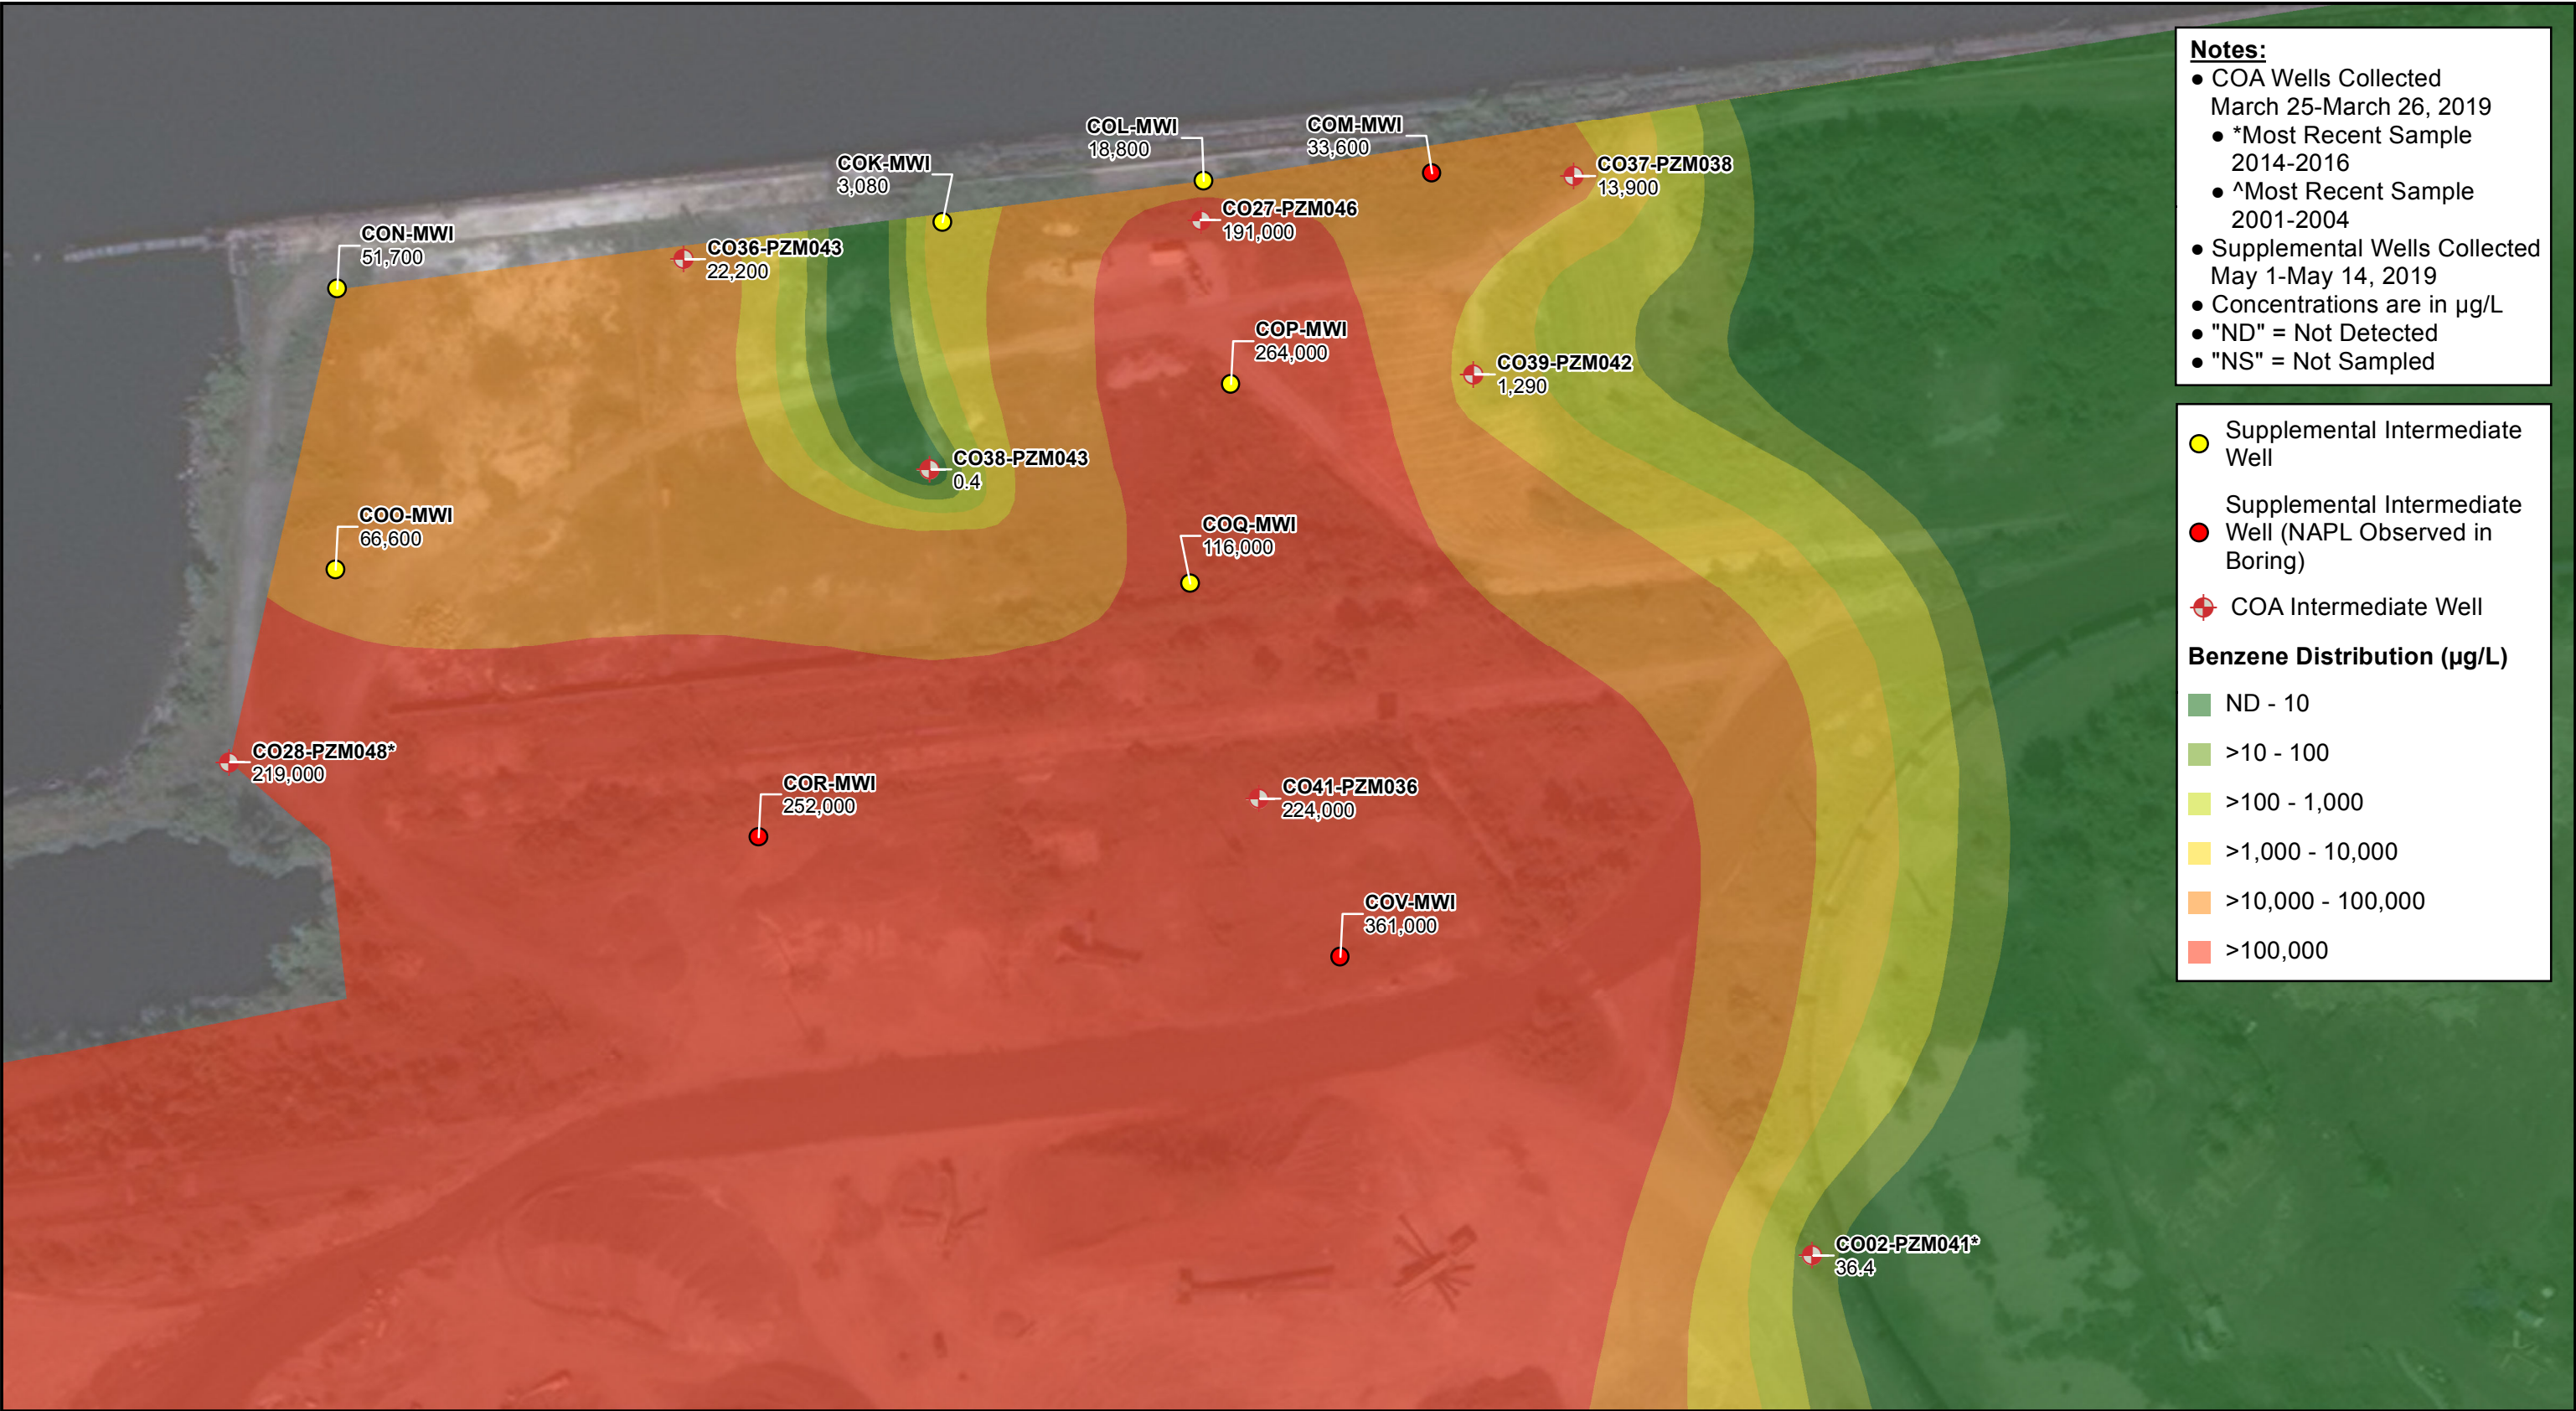 Notes:
● COA Wells Collected
March 25-March 26, 2019
● *Most Recent Sample
2014-2016
● ^Most Recent Sample
2001-2004
● Supplemental Wells Collected
May 1-May 14, 2019
● Concentrations are in µg/L
● "ND" = Not Detected
● "NS" = Not Sampled
Supplemental Intermediate
Well
Supplemental Intermediate
Well (NAPL Observed in
Boring)
COA Intermediate Well
Benzene Distribution (µg/L)
ND - 10
>10 - 100
>100 - 1,000
>1,000 - 10,000
>10,000 - 100,000
>100,000
COL-MWI
18,800
COM-MWI
33,600
COK-MWI
3,080
CO37-PZM038
13,900
CO27-PZM046
191,000
CON-MWI
51,700
CO36-PZM043
22,200
COP-MWI
264,000
CO39-PZM042
1,290
CO38-PZM043
0.4
COO-MWI
66,600
COQ-MWI
116,000
CO28-PZM048*
219,000
COR-MWI
252,000
CO41-PZM036
224,000
COV-MWI
361,000
CO02-PZM041*
36.4